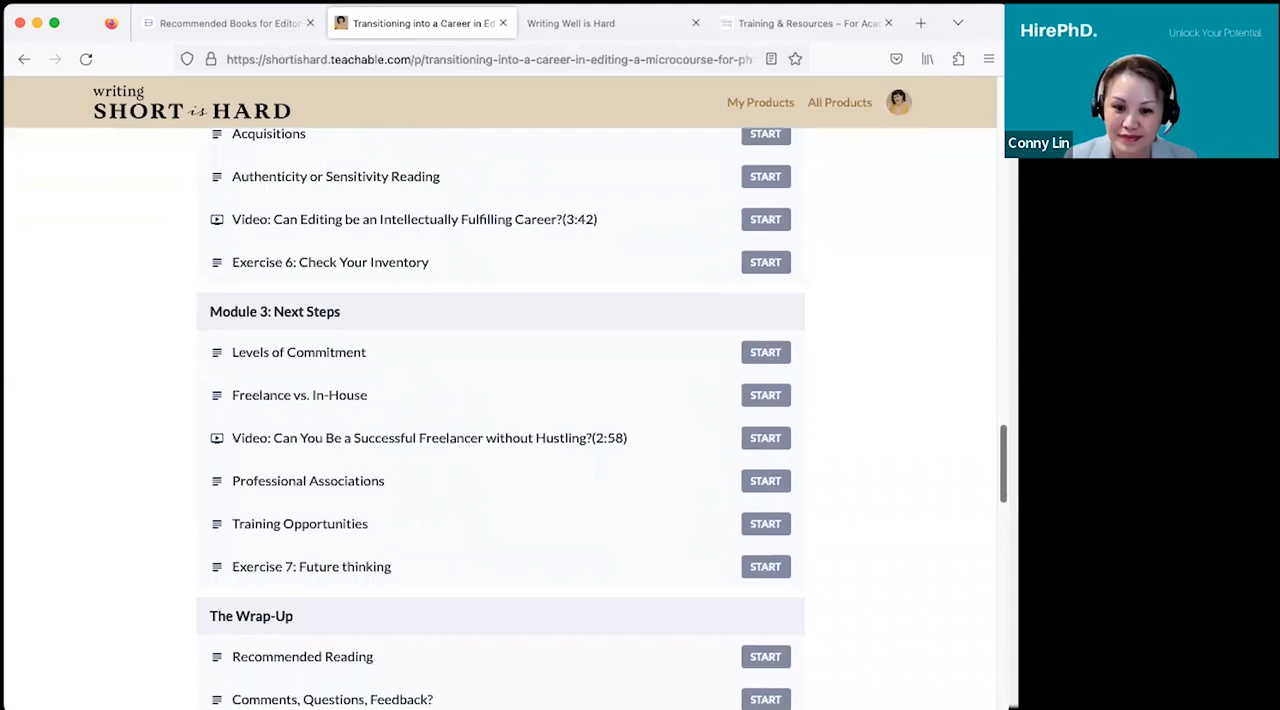 Recommended Books for Editor
Transitioning into a Career in Ed
Writing Well is Hard
Training & Resources – For Aca
https://shortishard.teachable.com/p/transitioning-into-a-career-in-editing-a-microcourse-for-ph
HirePhD.
Unlock Your Potential.
Conny Lin
writing
SHORT is HARD
My Products
All Products
Acquisitions
START
Authenticity or Sensitivity Reading
START
Video: Can Editing be an Intellectually Fulfilling Career?(3:42)
START
Exercise 6: Check Your Inventory
START
Module 3: Next Steps
Levels of Commitment
START
Freelance vs. In-House
START
Video: Can You Be a Successful Freelancer without Hustling?(2:58)
START
Professional Associations
START
Training Opportunities
START
Exercise 7: Future thinking
START
The Wrap-Up
Recommended Reading
START
Comments, Questions, Feedback?
START